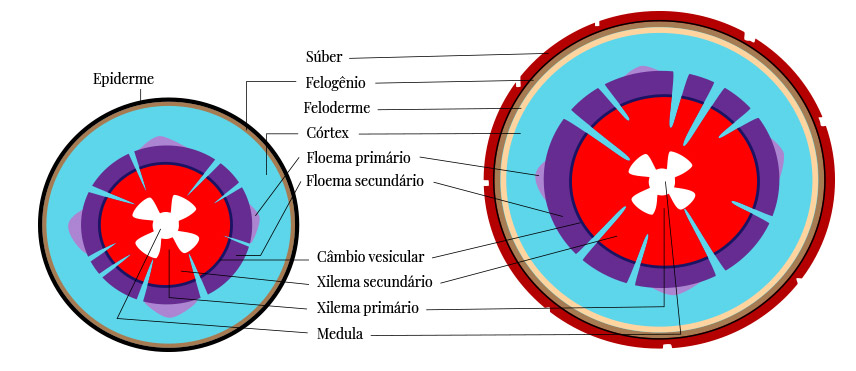 Epiderme
Súber
Felogênio
Feloderme
Córtex
Floema primário
Floema secundário
Câmbio vesicular
Xilema secundário
Xilema primário
Medula